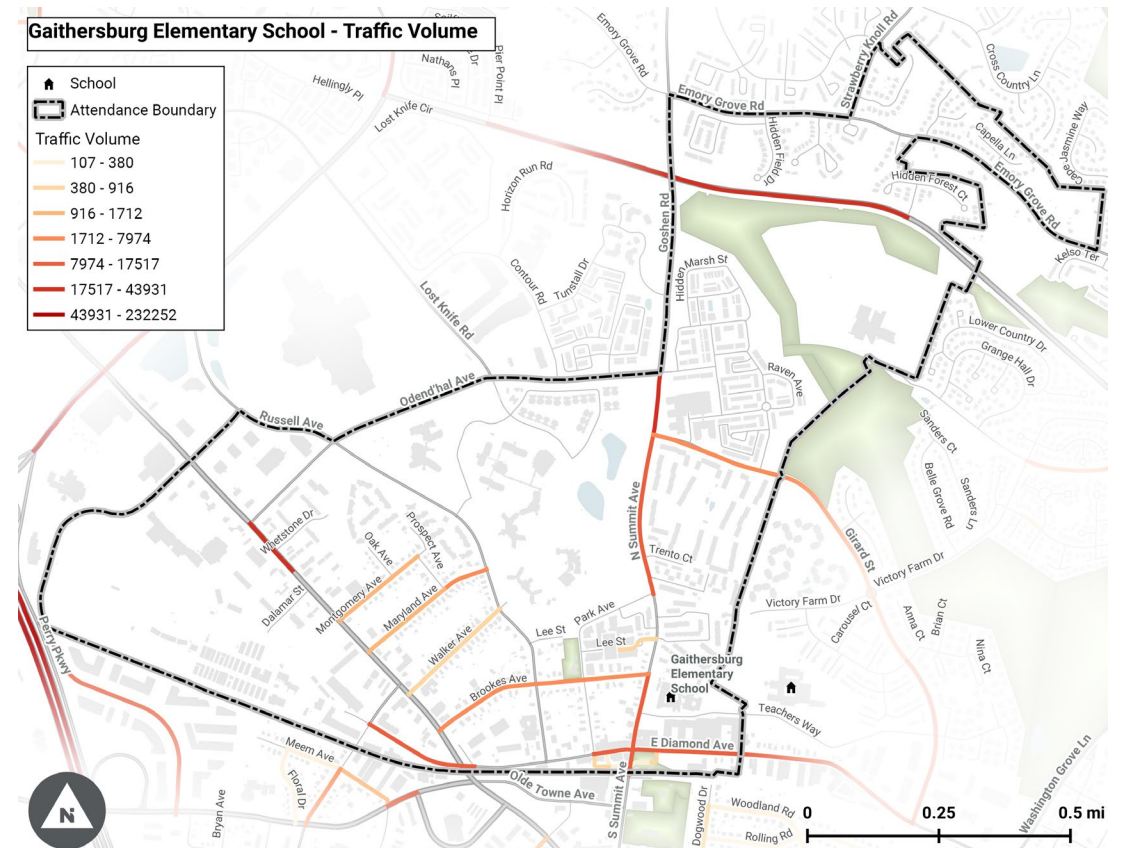 Gaithersburg Elementary School - Traffic Volume
School
Attendance Boundary
Traffic Volume
107 - 380
380 - 916
916 - 1712
1712 - 7974
7974 - 17517
17517 - 43931
43931 - 232252
Dr
Nathans Pl
Pier Point Pl
Hellingly Pl
Lost Knife Cir
Emory Grove Rd
Emory Grove Rd
Strawberry Knoll Rd
Cross Country Ln
Capella Ln
Cape Jasmine Way
Hidden Field Dr
Hidden Forest Ct
Emory Grove Rd
Kelso Ter
Horizon Run Rd
Goshen Rd
Contour Rd
Tunstall Dr
Hidden Marsh St
Lost Knife Rd
Lower Country Dr
Grange Hall Dr
Raven Ave
Odend'hal Ave
Russell Ave
Sanders Ct
Belle Grove Rd
Sanders Ln
Whetstone Dr
Oak Ave
Prospect Ave
N Summit Ave
Trento Ct
Girard St
Victory Farm Dr
Dalamar St
Montgomery Ave
Maryland Ave
Walker Ave
Park Ave
Lee St
Lee St
Victory Farm Dr
Carousel Ct
Anna Ct
Brian Ct
Nina Ct
Perry Pkwy
Brookes Ave
Gaithersburg
Elementary
School
Teachers Way
E Diamond Ave
Meem Ave
Floral Dr
Bryan Ave
Olde Towne Ave
S Summit Ave
Dogwood Dr
Woodland Rd
Rolling Rd
Washington Grove Ln
N
0 0.25 0.5 mi